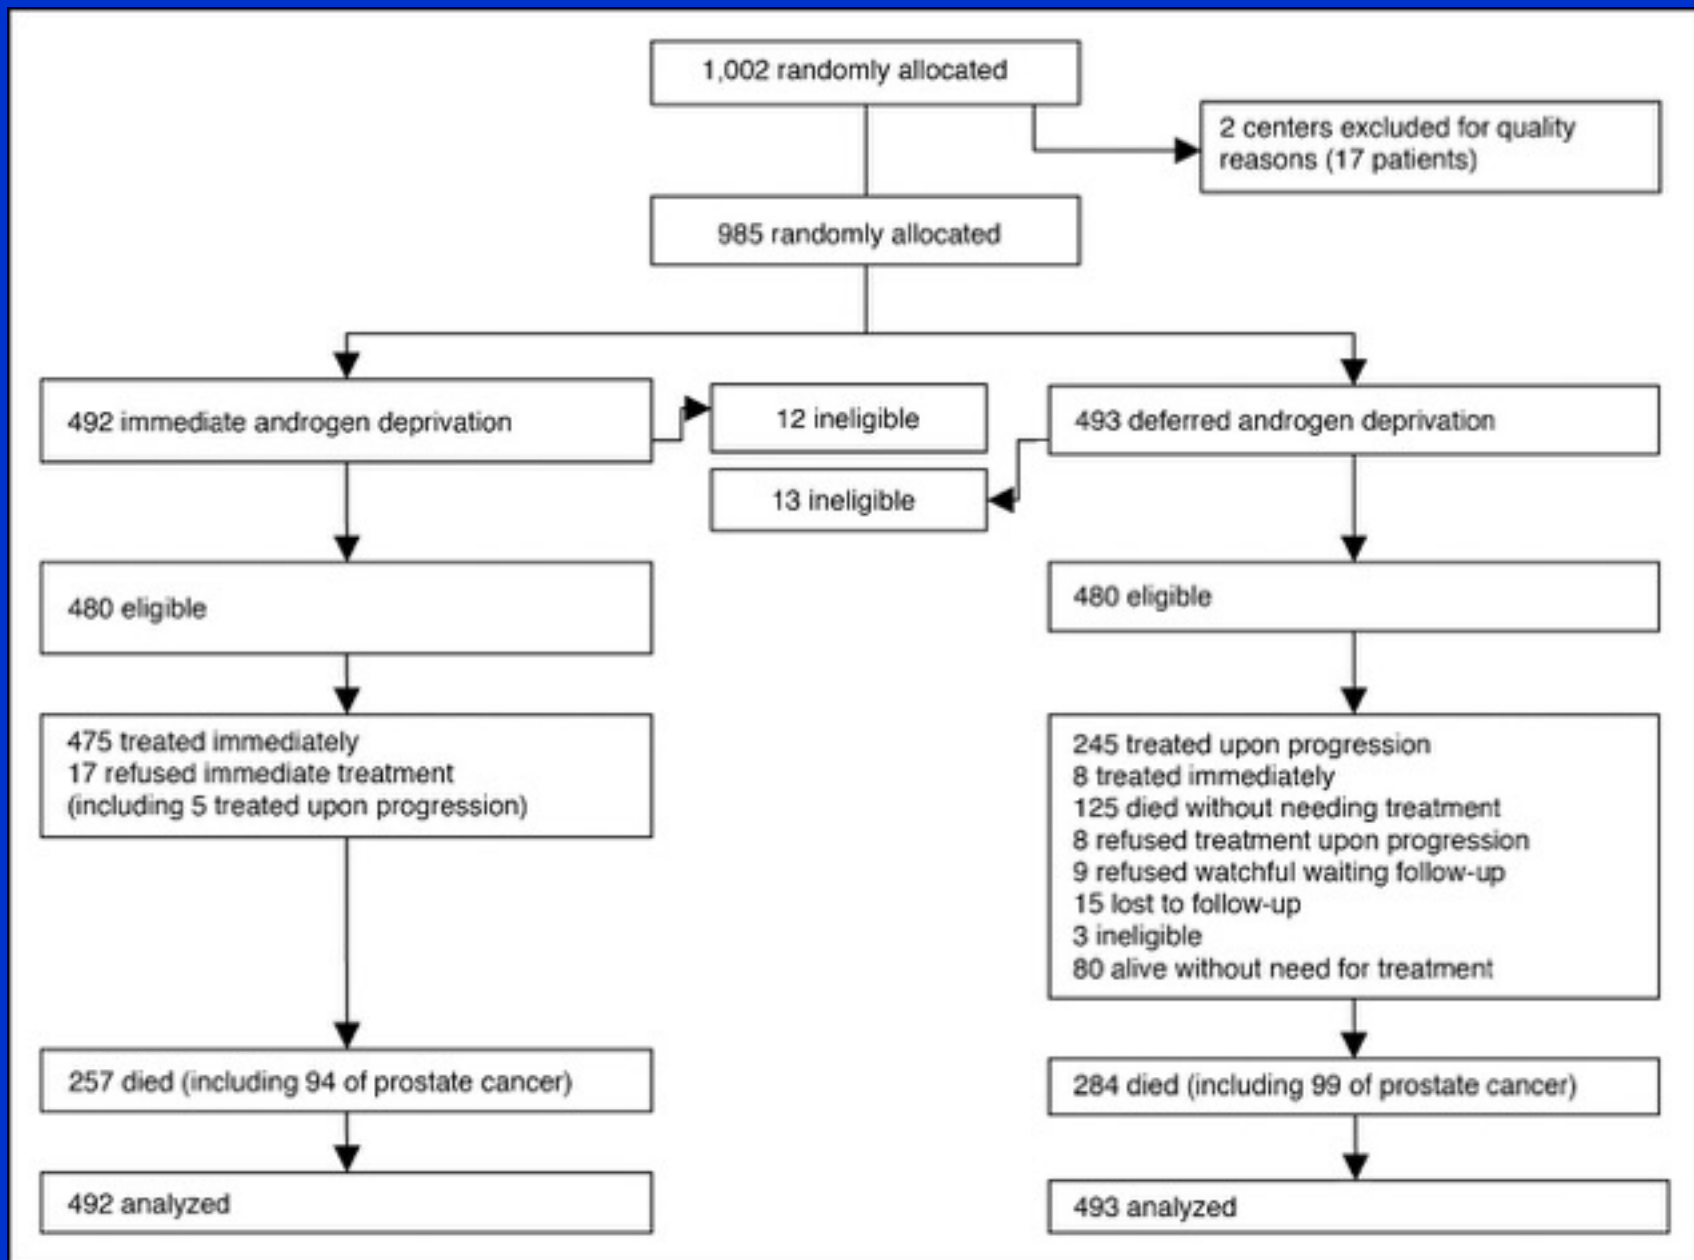 1,002 randomly allocated
2 centers excluded for quality
reasons (17 patients)
985 randomly allocated
492 immediate androgen deprivation
12 ineligible
493 deferred androgen deprivation
13 ineligible
480 eligible
480 eligible
475 treated immediately
17 refused immediate treatment
(including 5 treated upon progression)
245 treated upon progression
8 treated immediately
125 died without needing treatment
8 refused treatment upon progression
9 refused watchful waiting follow-up
15 lost to follow-up
3 ineligible
80 alive without need for treatment
257 died (including 94 of prostate cancer)
284 died (including 99 of prostate cancer)
492 analyzed
493 analyzed